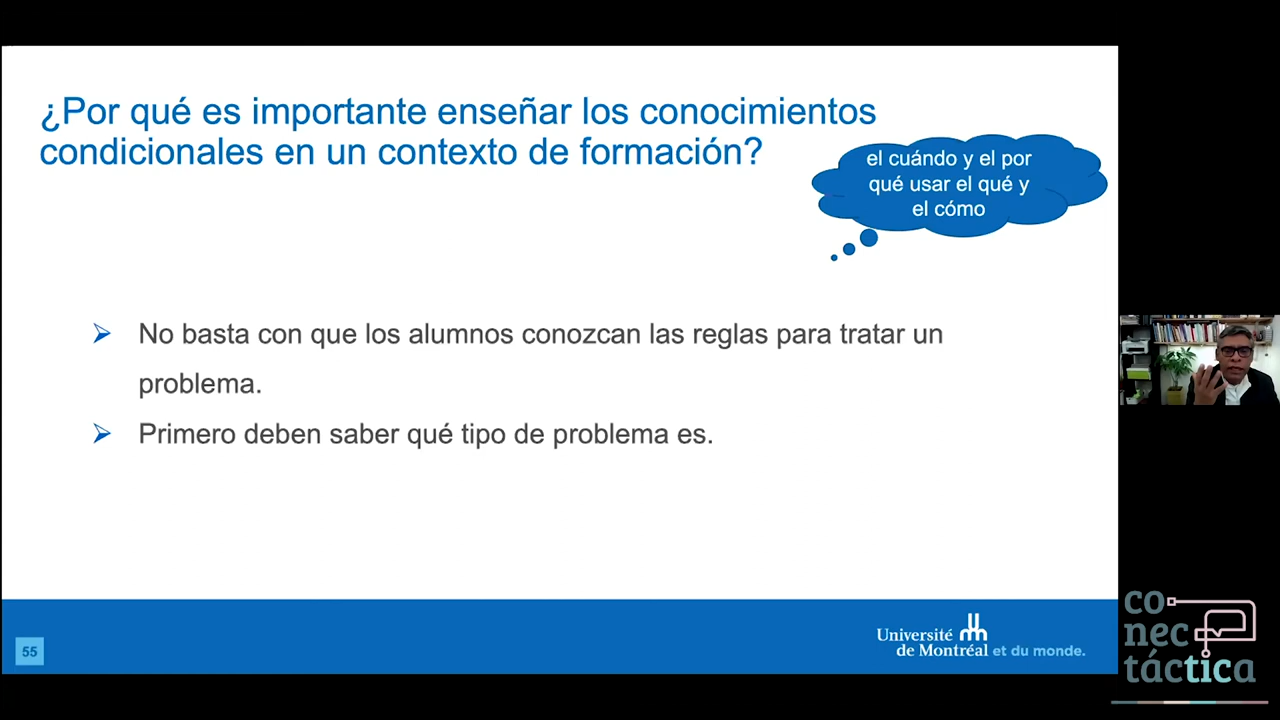 ¿Por qué es importante enseñar los conocimientos
condicionales en un contexto de formación?
el cuándo y el por
qué usar el qué y
el cómo
➢ No basta con que los alumnos conozcan las reglas para tratar un
problema.
➢ Primero deben saber qué tipo de problema es.
55
Université
de Montréal et du monde.
co
nec
táctica